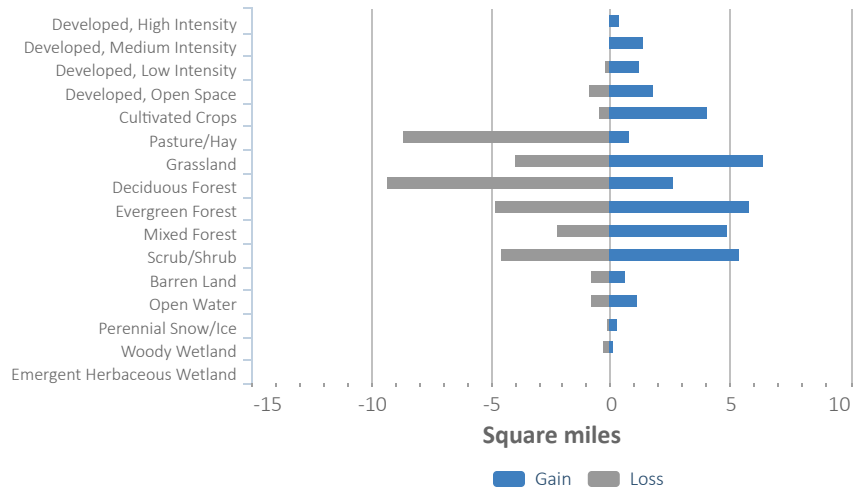 Developed, High Intensity
Developed, Medium Intensity
Developed, Low Intensity
Developed, Open Space
Cultivated Crops
Pasture/Hay
Grassland
Deciduous Forest
Evergreen Forest
Mixed Forest
Scrub/Shrub
Barren Land
Open Water
Perennial Snow/Ice
Woody Wetland
Emergent Herbaceous Wetland
-15 -10 -5 0 5 10
Square miles
Gain Loss